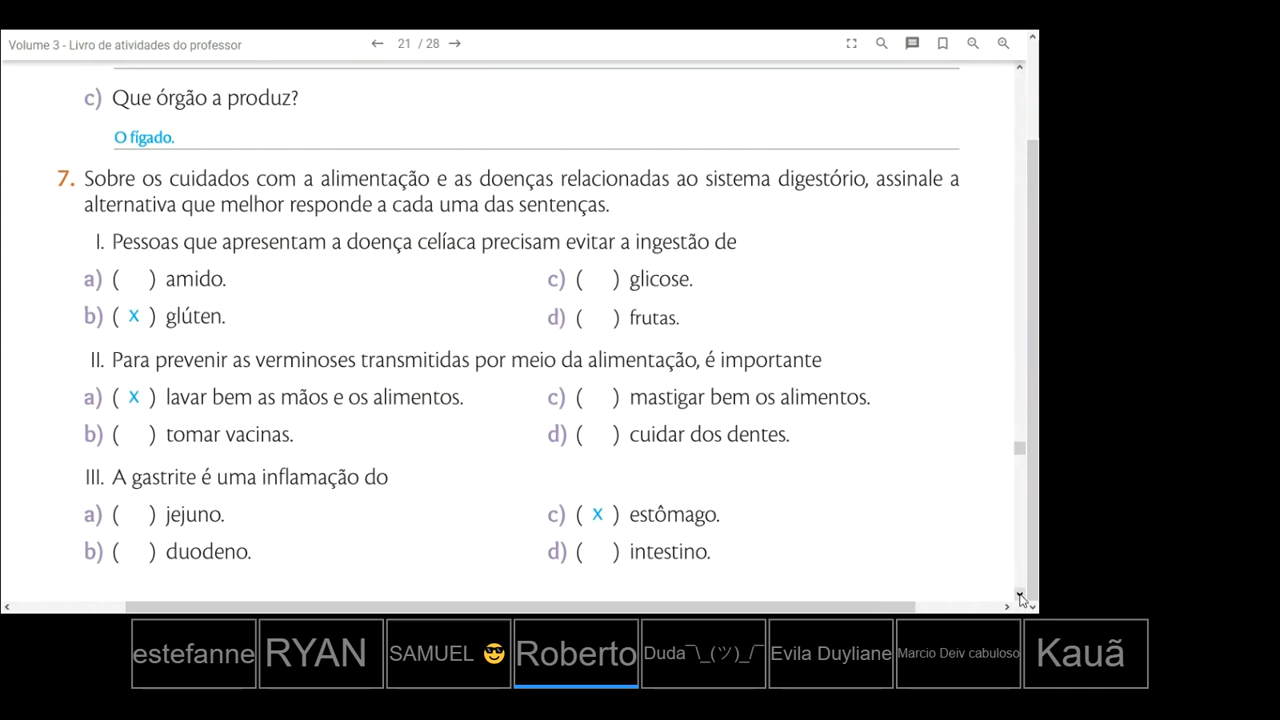 Volume 3 - Livro de atividades do professor
21 / 28
c) Que órgão a produz?
O fígado.
7. Sobre os cuidados com a alimentação e as doenças relacionadas ao sistema digestório, assinale a
alternativa que melhor responde a cada uma das sentenças.
I. Pessoas que apresentam a doença celíaca precisam evitar a ingestão de
a) ( ) amido.
c) ( ) glicose.
b) ( x ) glúten.
d) ( ) frutas.
II. Para prevenir as verminoses transmitidas por meio da alimentação, é importante
a) ( x ) lavar bem as mãos e os alimentos.
c) ( ) mastigar bem os alimentos.
b) ( ) tomar vacinas.
d) ( ) cuidar dos dentes.
III. A gastrite é uma inflamação do
a) ( ) jejuno.
c) ( x ) estômago.
b) ( ) duodeno.
d) ( ) intestino.
estefanne
RYAN
SAMUEL 😎
Roberto
Duda¯\_(ツ)_/¯
Evila Duyliane
Marcio Deiv cabuloso
Kauã